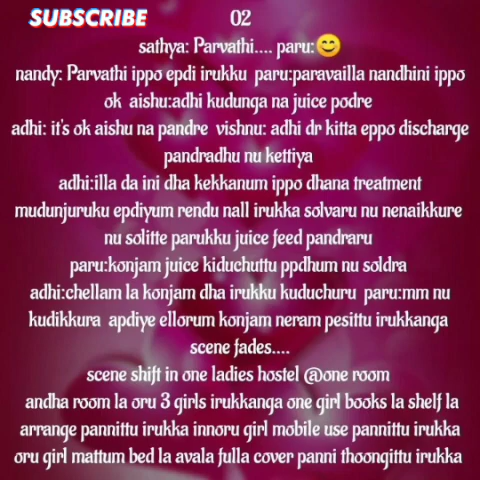 SUBSCRIBE 02
sathya: Parvathi.... paru:😊
nandy: Parvathi ippo epdi irukku paru:paravailla nandhini ippo
ok aishu:adhi kudunga na juice podre
adhi: it's ok aishu na pandre vishnu: adhi dr kitta eppo discharge
pandradhu nu kettiya
adhi:illa da ini dha kekkanum ippo dhana treatment
mudunjuruku epdiyum rendu nall irukka solvaru nu nenaikkure
nu solitte parukku juice feed pandraru
paru:konjam juice kiduchuttu ppdhum nu soldra
adhi:chellam la konjam dha irukku kuduchuru paru:mm nu
kudikkura apdiye ellorum konjam neram pesittu irukkanga
scene fades....
scene shift in one ladies hostel @one room
andha room la oru 3 girls irukkanga one girl books la shelf la
arrange pannittu irukka innoru girl mobile use pannittu irukka
oru girl mattum bed la avala fulla cover panni thoongittu irukka